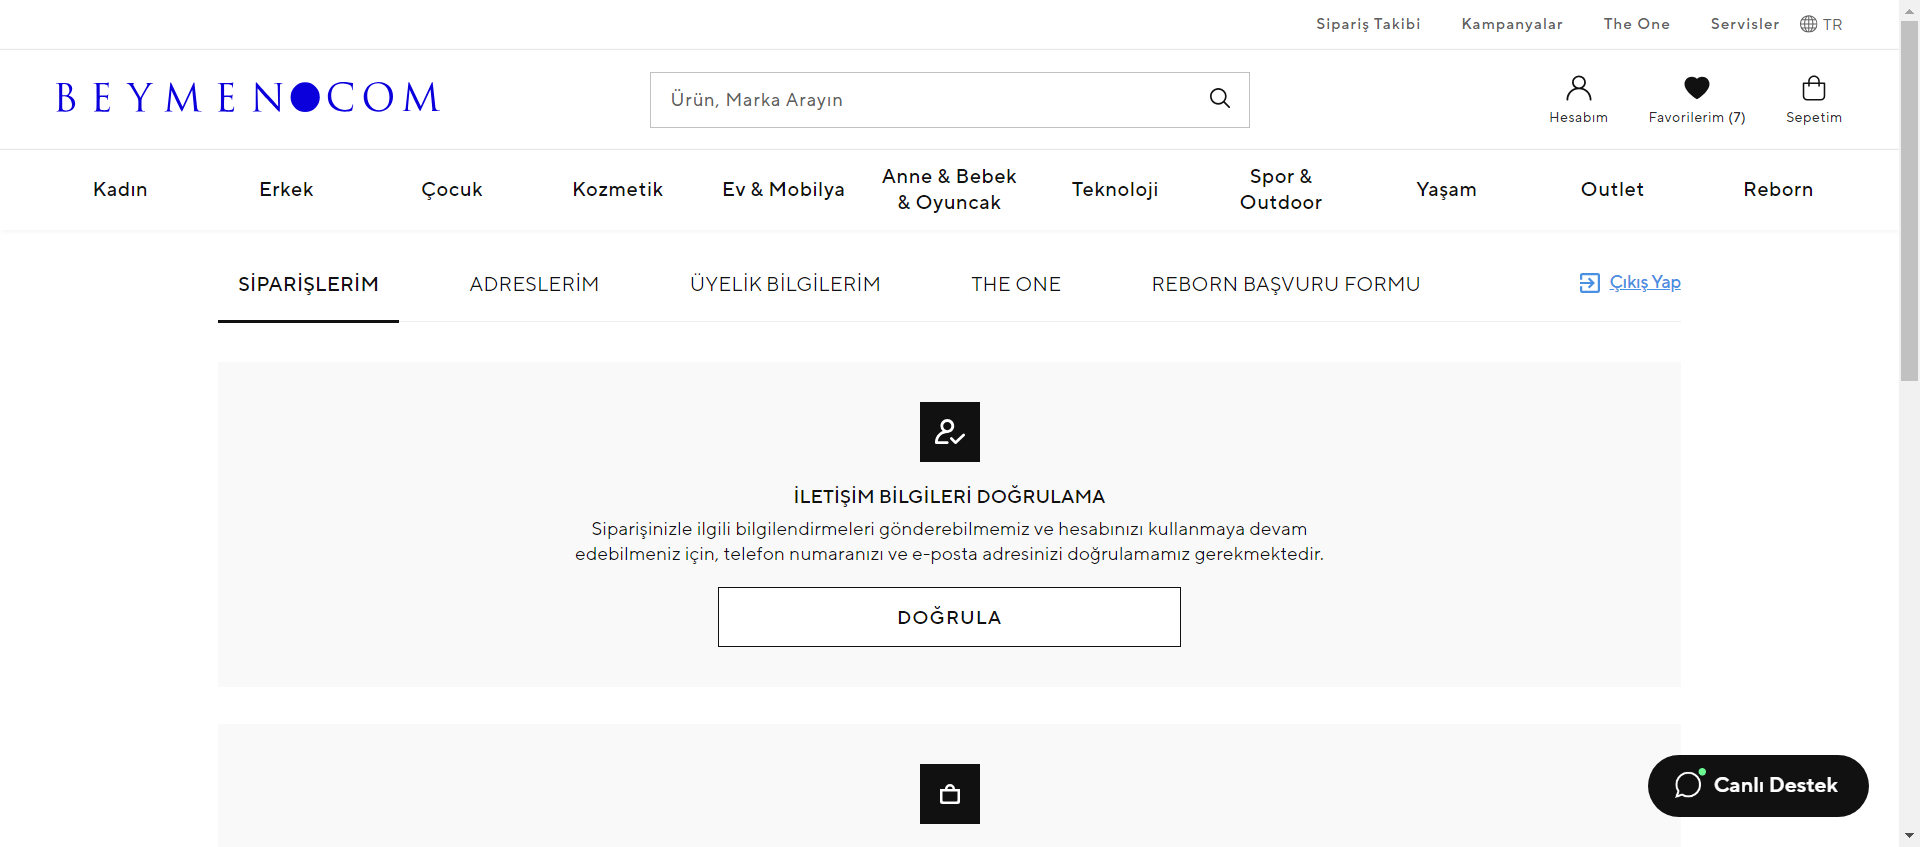 Sipariş Takibi
Kampanyalar
The One
Servisler
TR
BEYMEN COM
Ürün, Marka Arayın
Hesabım
Favorilerim (7)
Sepetim
Kadın
Erkek
Çocuk
Kozmetik
Ev & Mobilya
Anne & Bebek
& Oyuncak
Teknoloji
Spor &
Outdoor
Yaşam
Outlet
Reborn
SİPARİŞLERİM
ADRESLERİM
ÜYELİK BİLGİLERİM
THE ONE
REBORN BAŞVURU FORMU
Çıkış Yap
İLETİŞİM BİLGİLERİ DOĞRULAMA
Siparişinizle ilgili bilgilendirmeleri gönderebilmemiz ve hesabınızı kullanmaya devam
edebilmeniz için, telefon numaranızı ve e-posta adresinizi doğrulamamız gerekmektedir.
DOĞRULA
Canlı Destek